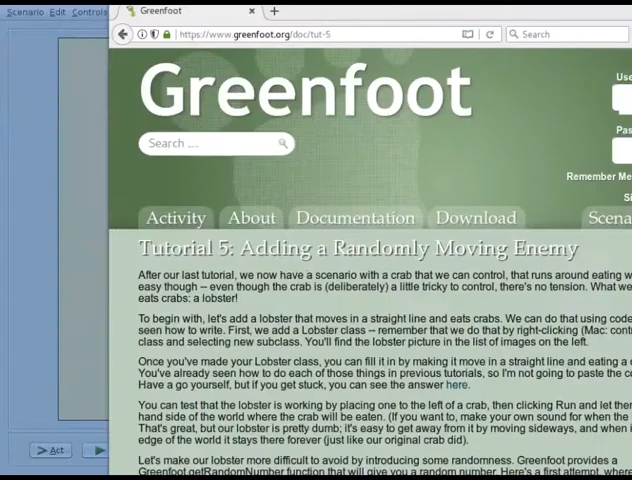 Scenario Edit Controls
Greenfoot
https://www.greenfoot.org/doc/tut-5
Search
Greenfoot
Use
Search ....
Pas
Remember Me
Si
Activity About Documentation Download Scena
Tutorial 5: Adding a Randomly Moving Enemy
After our last tutorial, we now have a scenario with a crab that we can control, that runs around eating w
easy though -- even though the crab is (deliberately) a little tricky to control, there's no tension. What we
eats crabs: a lobster!
To begin with, let's add a lobster that moves in a straight line and eats crabs. We can do that using code
seen how to write. First, we add a Lobster class -- remember that we do that by right-clicking (Mac: cont
class and selecting new subclass. You'll find the lobster picture in the list of images on the left.
Once you've made your Lobster class, you can fill it in by making it move in a straight line and eating a c
You've already seen how to do each of those things in previous tutorials, so I'm not going to paste the co
Have a go yourself, but if you get stuck, you can see the answer here.
You can test that the lobster is working by placing one to the left of a crab, then clicking Run and let then
hand side of the world where the crab will be eaten. (If you want, make your own sound for when the
That's great, but our lobster is pretty dumb; it's easy to get away from it by moving sideways, and when i
edge of the world it stays there forever (just like our original crab did).
Let's make our lobster more difficult to avoid by introducing some randomness. Greenfoot provides a
Greenfoot.getRandomNumber function that will give you a random number. Here's a first attempt, where
> Act